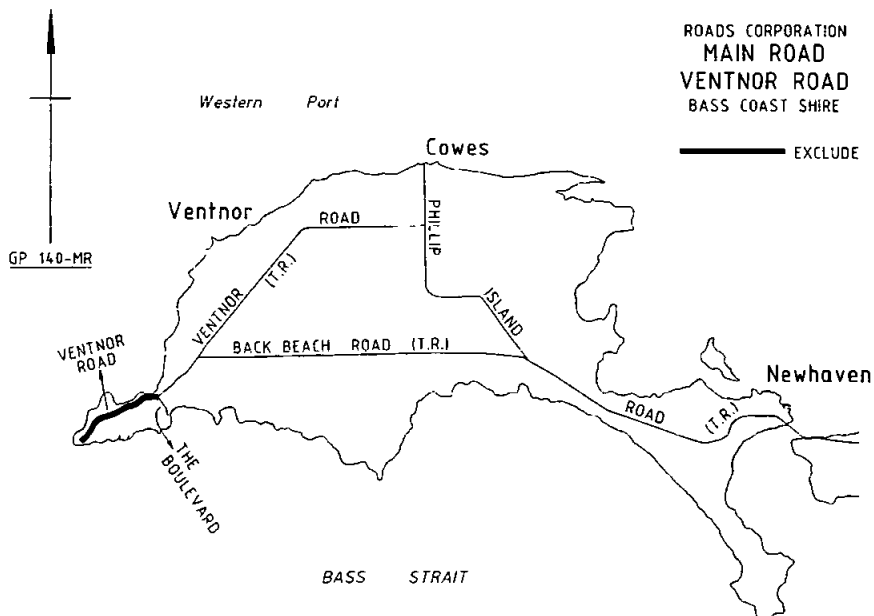 ROADS CORPORATION
MAIN ROAD
VENTNOR ROAD
BASS COAST SHIRE
EXCLUDE
Western Port
Cowes
Ventnor
ROAD
PHILLIP
GP 140-MR
VENTNOR (T.R.)
ISLAND
VENTNOR
ROAD
BACK BEACH ROAD (T.R.)
Newhaven
ROAD (T.R.)
THE
BOULEVARD
BASS STRAIT